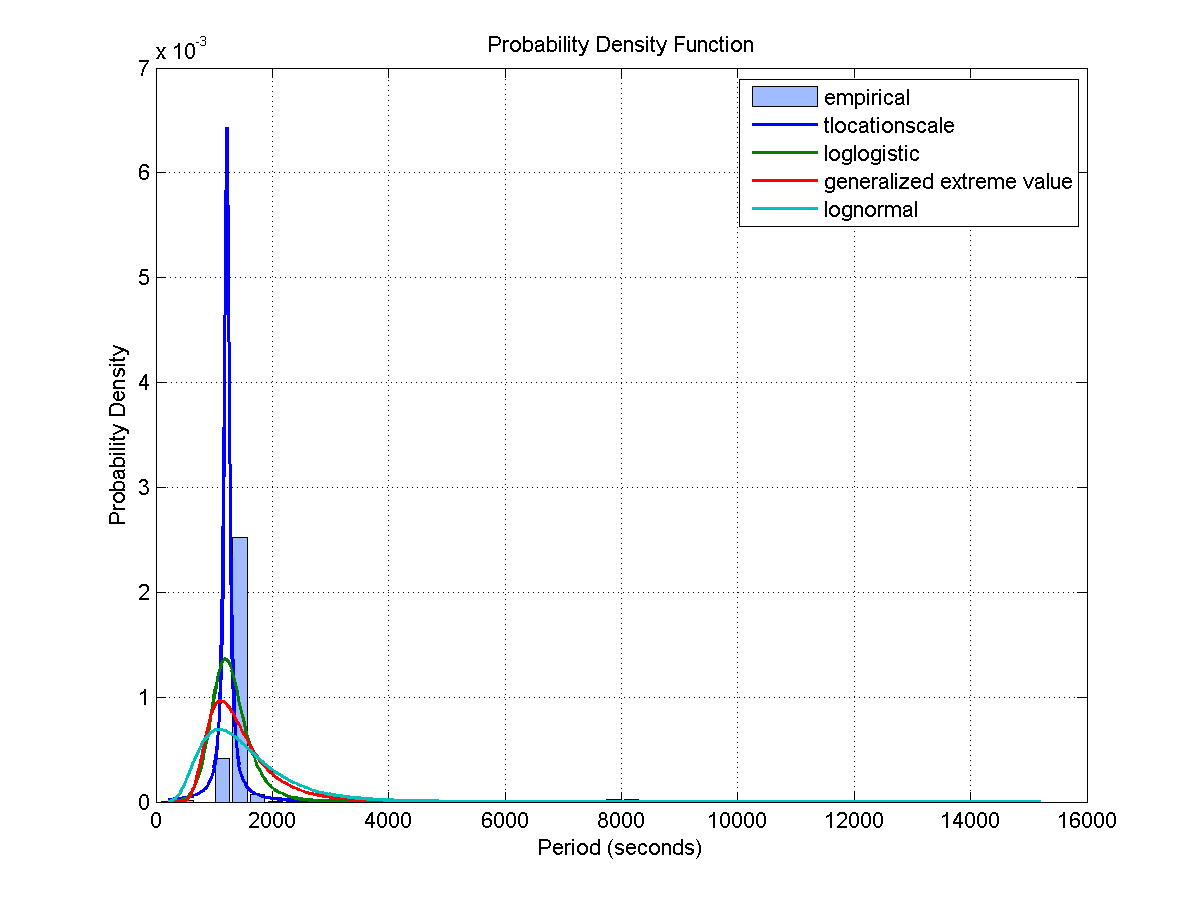 Probability Density Function
x 10-3
7
6
5
4
3
2
1
0
Probability Density
empirical
tlocationscale
loglogistic
generalized extreme value
lognormal
0 2000 4000 6000 8000 10000 12000 14000 16000
Period (seconds)